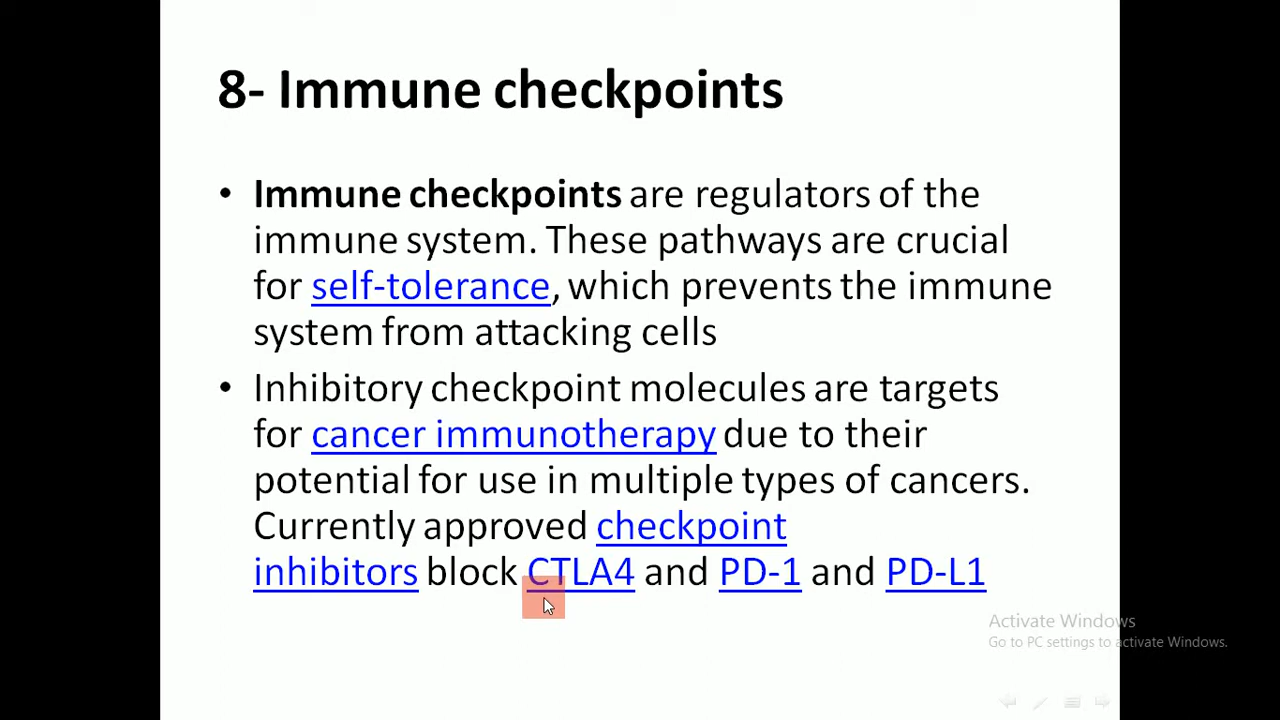 8- Immune checkpoints
• Immune checkpoints are regulators of the
immune system. These pathways are crucial
for self-tolerance, which prevents the immune
system from attacking cells
• Inhibitory checkpoint molecules are targets
for cancer immunotherapy due to their
potential for use in multiple types of cancers.
Currently approved checkpoint
inhibitors block CTLA4 and PD-1 and PD-L1
Activate Windows
Go to PC settings to activate Windows.